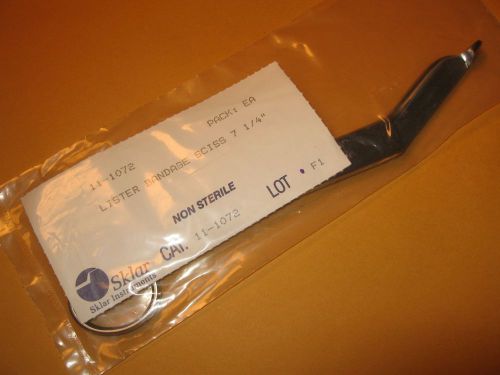 11-1072 PACK: EA
LISTER BANDAGE SCISS 7 1/4"
NON STERILE
CAT. 11-1072 LOT F1
Sklar
Sklar Instruments